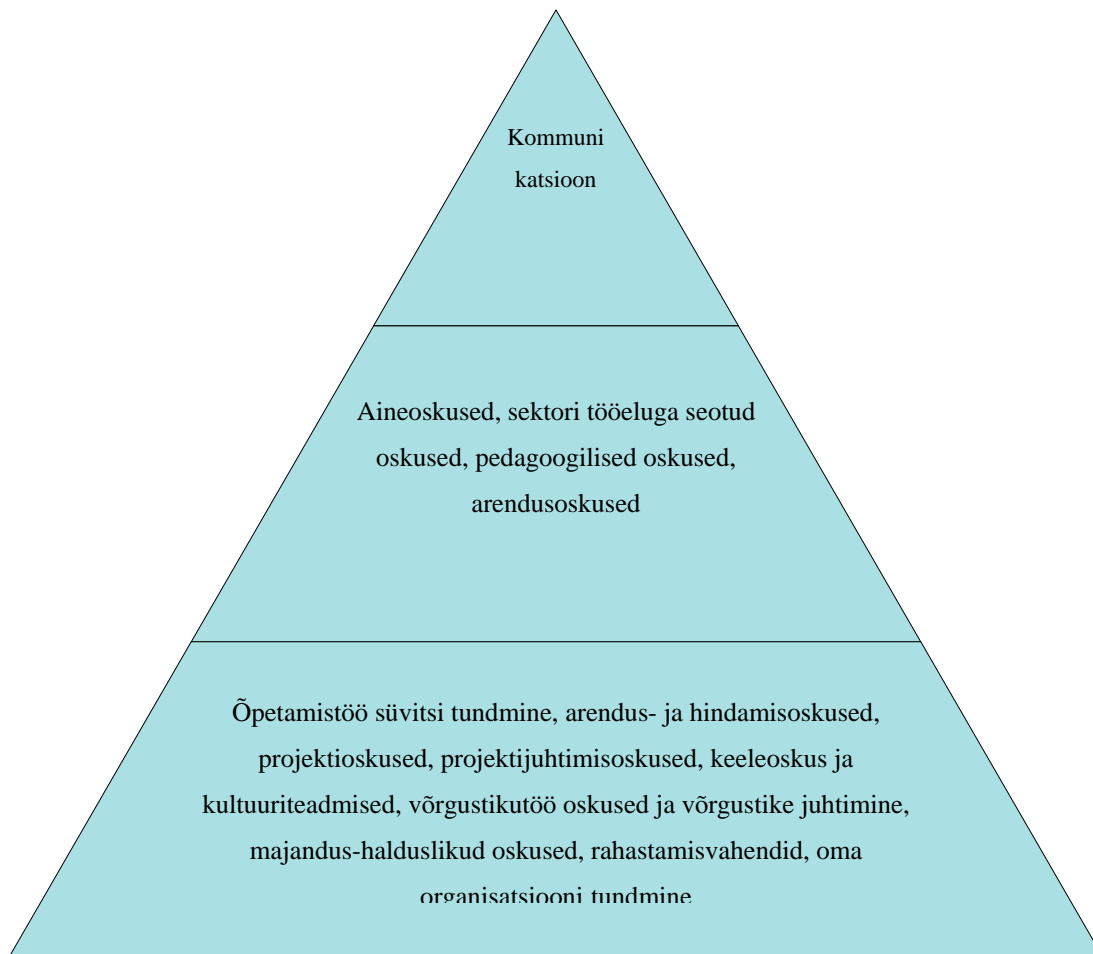 Kommuni
katsioon
Aineoskused, sektori tööeluga seotud
oskused, pedagoogilised oskused,
arendusoskused
Õpetamistöö süvitsi tundmine, arendus- ja hindamisoskused,
projektioskused, projektijuhtimisoskused, keeleoskus ja
kultuuriteadmised, võrgustikutöö oskused ja võrgustike juhtimine,
majandus-halduslikud oskused, rahastamisvahendid, oma
organisatsiooni tundmine